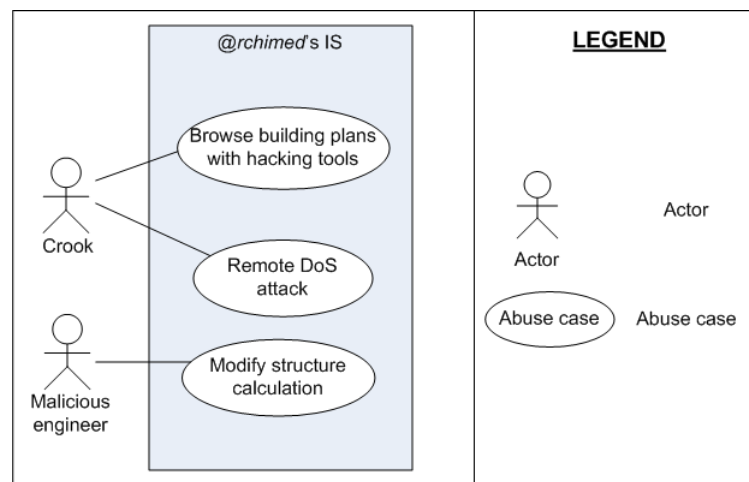 @rchimed's IS
Browse building plans
with hacking tools
Crook
Remote DoS
attack
Modify structure
calculation
Malicious
engineer
LEGEND
Actor
Actor
Abuse case
Abuse case